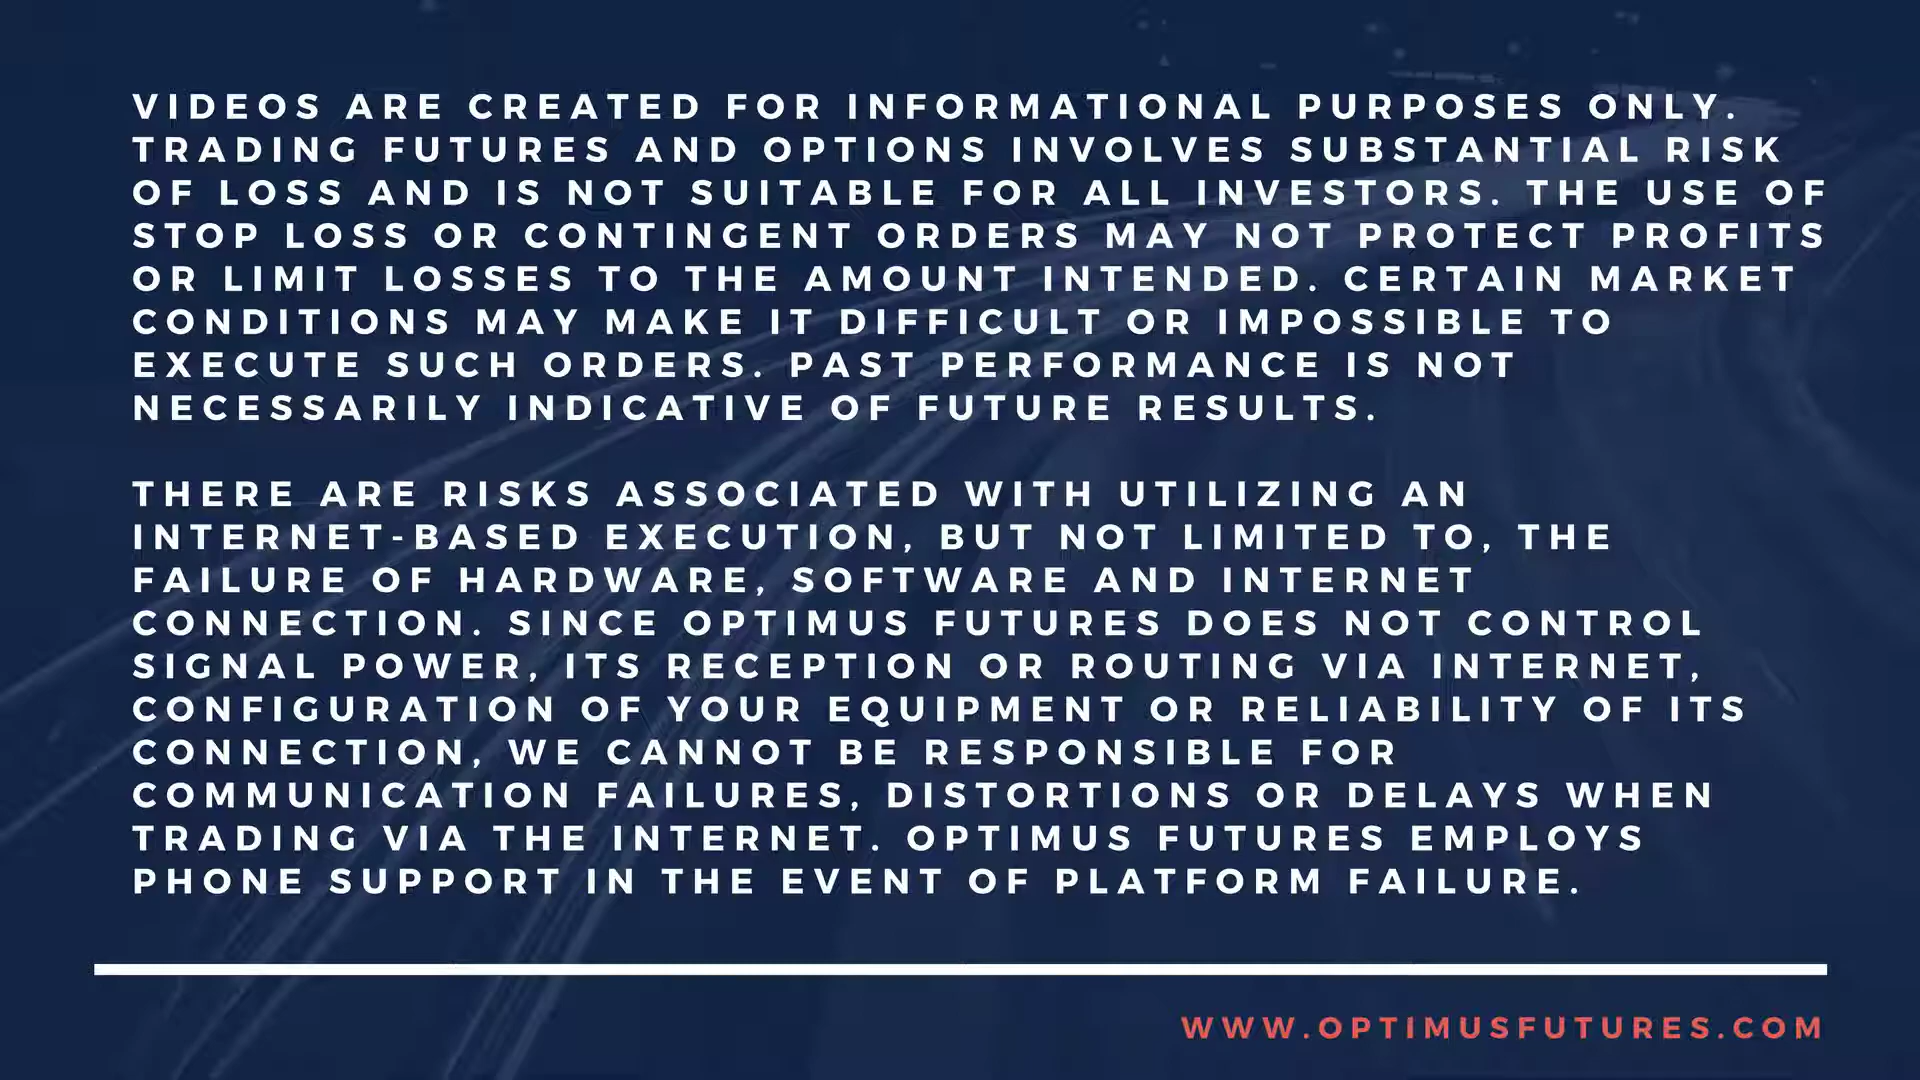 VIDEOS ARE CREATED FOR INFORMATIONAL PURPOSES ONLY.
TRADING FUTURES AND OPTIONS INVOLVES SUBSTANTIAL RISK
OF LOSS AND IS NOT SUITABLE FOR ALL INVESTORS. THE USE OF
STOP LOSS OR CONTINGENT ORDERS MAY NOT PROTECT PROFITS
OR LIMIT LOSSES TO THE AMOUNT INTENDED. CERTAIN MARKET
CONDITIONS MAY MAKE IT DIFFICULT OR IMPOSSIBLE TO
EXECUTE SUCH ORDERS. PAST PERFORMANCE IS NOT
NECESSARILY INDICATIVE OF FUTURE RESULTS.
THERE ARE RISKS ASSOCIATED WITH UTILIZING AN
INTERNET-BASED EXECUTION, BUT NOT LIMITED TO, THE
FAILURE OF HARDWARE, SOFTWARE AND INTERNET
CONNECTION. SINCE OPTIMUS FUTURES DOES NOT CONTROL
SIGNAL POWER, ITS RECEPTION OR ROUTING VIA INTERNET,
CONFIGURATION OF YOUR EQUIPMENT OR RELIABILITY OF ITS
CONNECTION, WE CANNOT BE RESPONSIBLE FOR
COMMUNICATION FAILURES, DISTORTIONS OR DELAYS WHEN
TRADING VIA THE INTERNET. OPTIMUS FUTURES EMPLOYS
PHONE SUPPORT IN THE EVENT OF PLATFORM FAILURE.
WWW.OPTIMUSFUTURES.COM